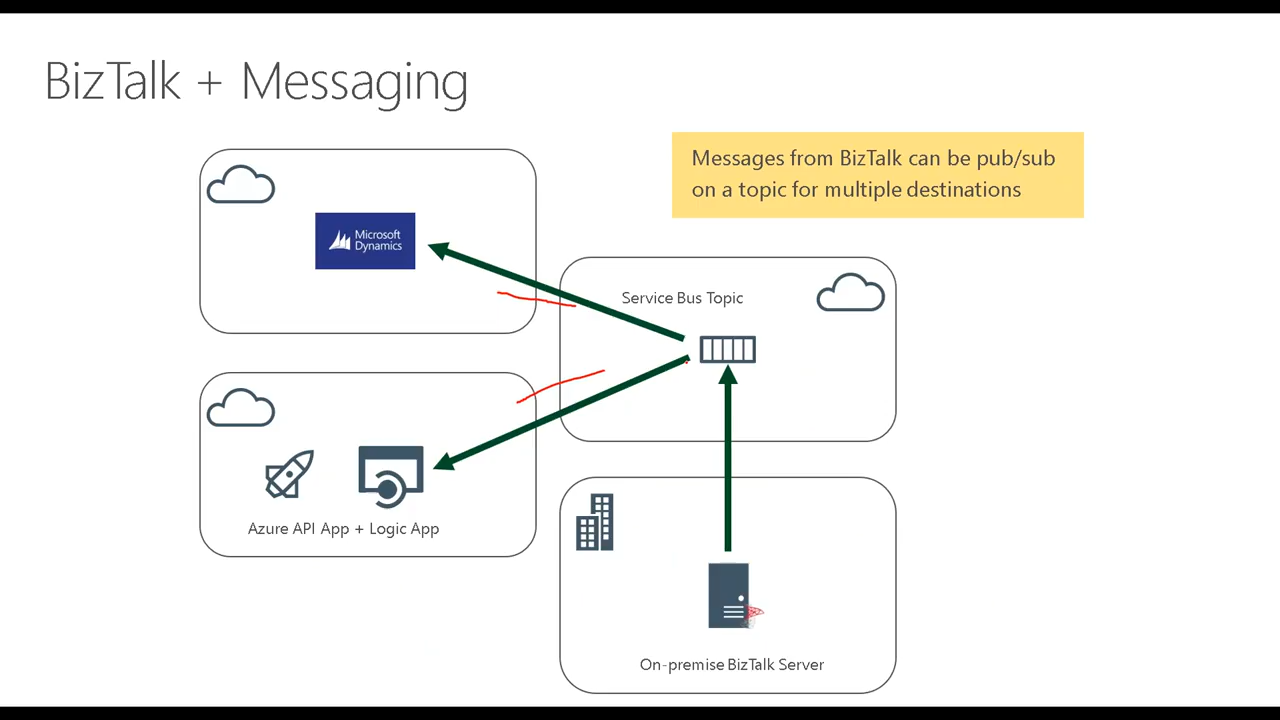 BizTalk + Messaging
Messages from BizTalk can be pub/sub
on a topic for multiple destinations
Microsoft
Dynamics
Service Bus Topic
Azure API App + Logic App
On-premise BizTalk Server